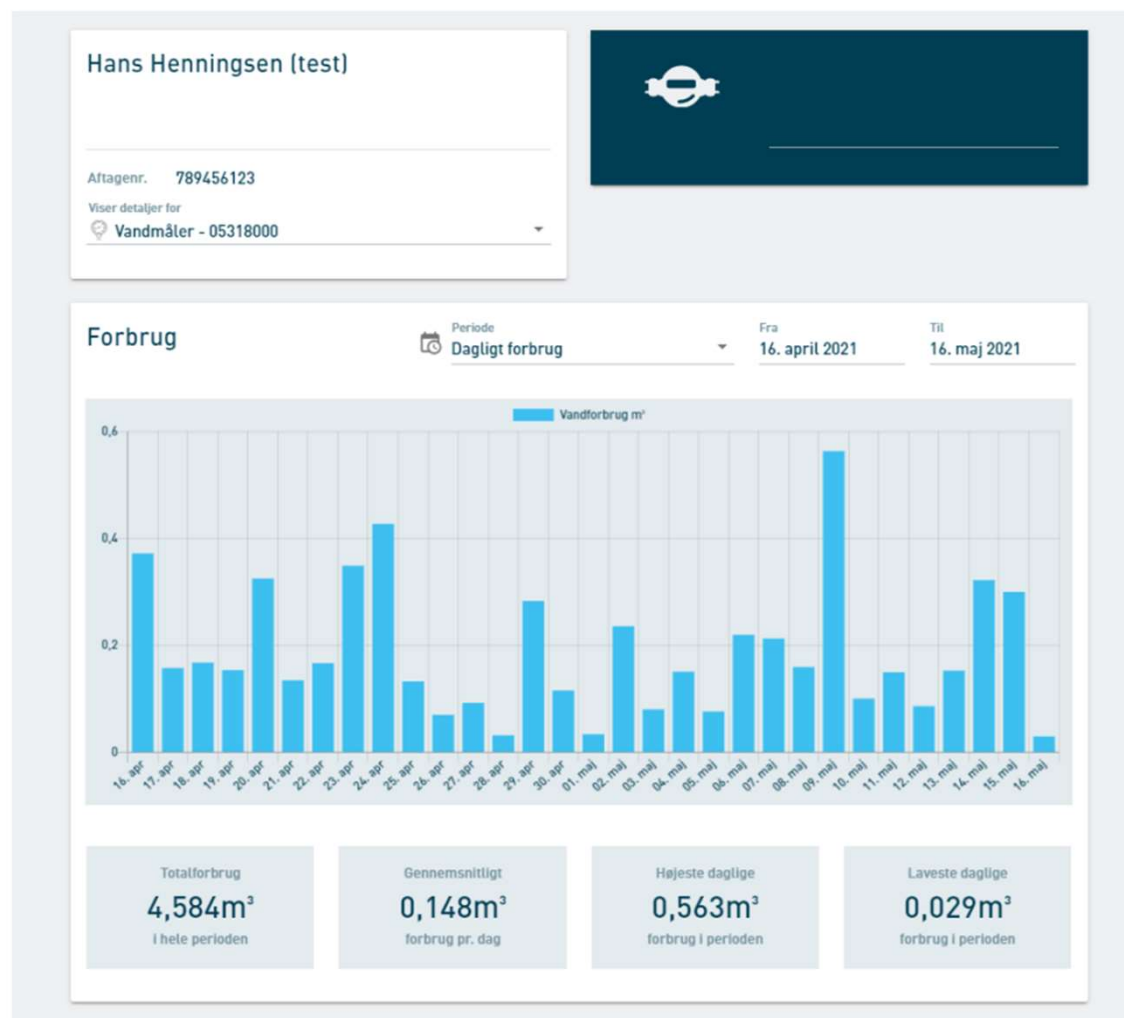 Hans Henningsen (test)
Aftagenr. 789456123
Viser detaljer for
Vandmåler - 05318000
Forbrug
Periode
Dagligt forbrug
Fra
16. april 2021
Til
16. maj 2021
Vandforbrug m³
0,6
0,4
0,2
0
16. apr
17. apr
18. apr
19. apr
20. apr
21. apr
22. apr
23. apr
24. apr
25. apr
26. apr
27. apr
28. apr
29. apr
30. apr
01. maj
02. maj
03. maj
04. maj
05. maj
06. maj
07. maj
08. maj
09. maj
10. maj
11. maj
12. maj
13. maj
14. maj
15. maj
16. maj
Totalforbrug
4,584m³
i hele perioden
Gennemsnitligt
0,148m³
forbrug pr. dag
Højeste daglige
0,563m³
forbrug i perioden
Laveste daglige
0,029m³
forbrug i perioden